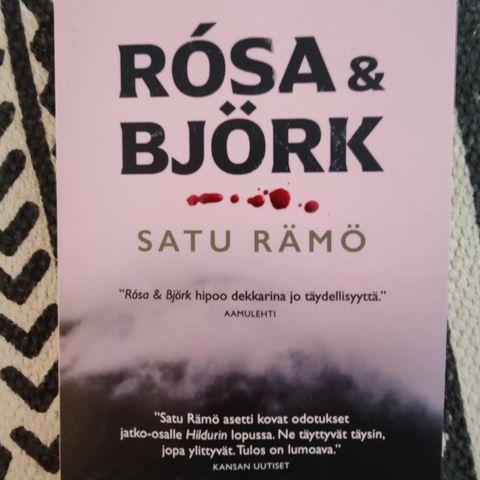 RÓSA &
BJÖRK
SATU RÄMÖ
"Rósa & Björk hipoo dekkarina jo täydellisyyttä."
AAMULEHTI
"Satu Rämö asetti kovat odotukset
jatko-osalle Hildurin lopussa. Ne täyttyvät täysin,
jopa ylittyvät. Tulos on lumoava."
KANSAN UUTISET